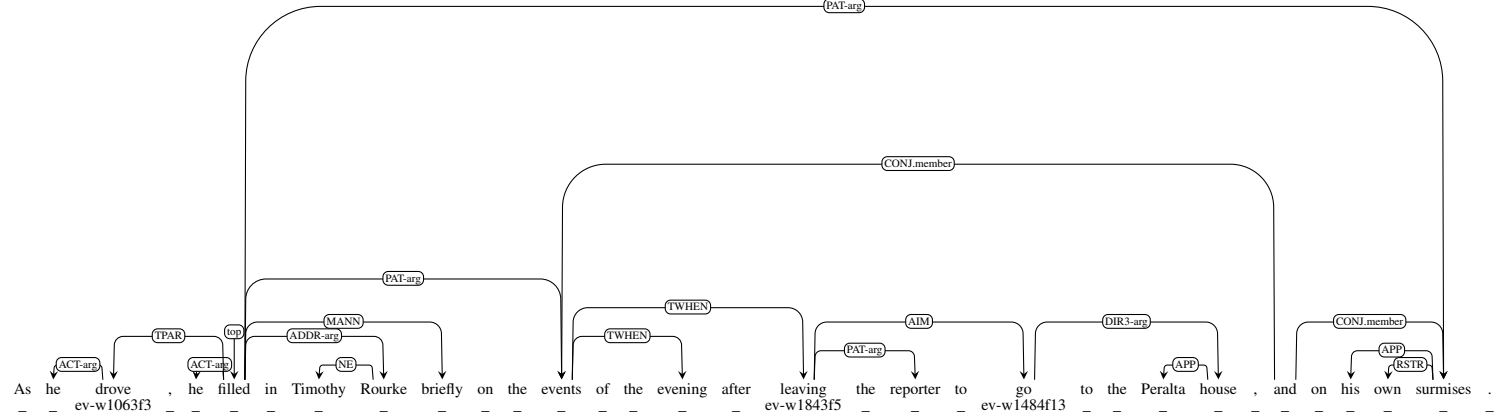 PAT-arg
CONJ.member
PAT-arg
TWHEN
top MANN AIM CONJ.member
TPAR ADDR-arg TWHEN DIR3-arg
PAT-arg APP
ACT-arg ACT-arg NE APP RSTR
As he drove , he filled in Timothy Rourke briefly on the events of the evening after leaving the reporter to go to the Peralta house , and on his own surmises .
_ _ ev-w1063f3 _ _ _ _ _ _ _ _ _ _ _ _ _ _ ev-w1843f5 _ _ _ ev-w1484f13 _ _ _ _ _ _ _ _ _ _ _